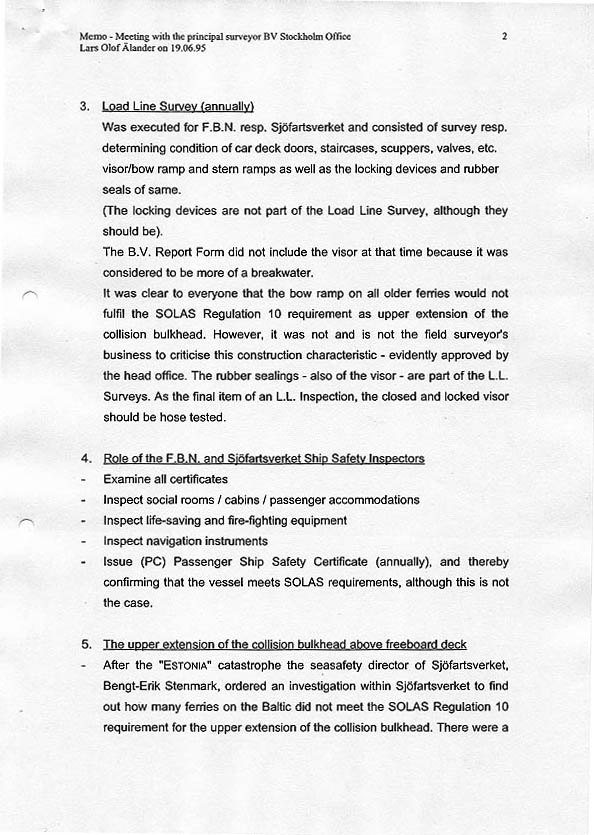 Memo - Meeting with the principal surveyor BV Stockholm Office 2
Lars Olof Ålander on 19.06.95
3. Load Line Survey (annually)
Was executed for F.B.N. resp. Sjöfartsverket and consisted of survey resp.
determining condition of car deck doors, staircases, scuppers, valves, etc.
visor/bow ramp and stern ramps as well as the locking devices and rubber
seals of same.
(The locking devices are not part of the Load Line Survey, although they
should be).
The B.V. Report Form did not include the visor at that time because it was
considered to be more of a breakwater.
It was clear to everyone that the bow ramp on all older ferries would not
fulfil the SOLAS Regulation 10 requirement as upper extension of the
collision bulkhead. However, it was not and is not the field surveyor's
business to criticise this construction characteristic - evidently approved by
the head office. The rubber sealings - also of the visor - are part of the L.L.
Surveys. As the final item of an L.L. Inspection, the closed and locked visor
should be hose tested.
4. Role of the F.B.N. and Sjöfartsverket Ship Safety Inspectors
- Examine all certificates
- Inspect social rooms / cabins / passenger accommodations
- Inspect life-saving and fire-fighting equipment
- Inspect navigation instruments
- Issue (PC) Passenger Ship Safety Certificate (annually), and thereby
confirming that the vessel meets SOLAS requirements, although this is not
the case.
5. The upper extension of the collision bulkhead above freeboard deck
- After the "ESTONIA" catastrophe the seasafety director of Sjöfartsverket,
Bengt-Erik Stenmark, ordered an investigation within Sjöfartsverket to find
out how many ferries on the Baltic did not meet the SOLAS Regulation 10
requirement for the upper extension of the collision bulkhead. There were a